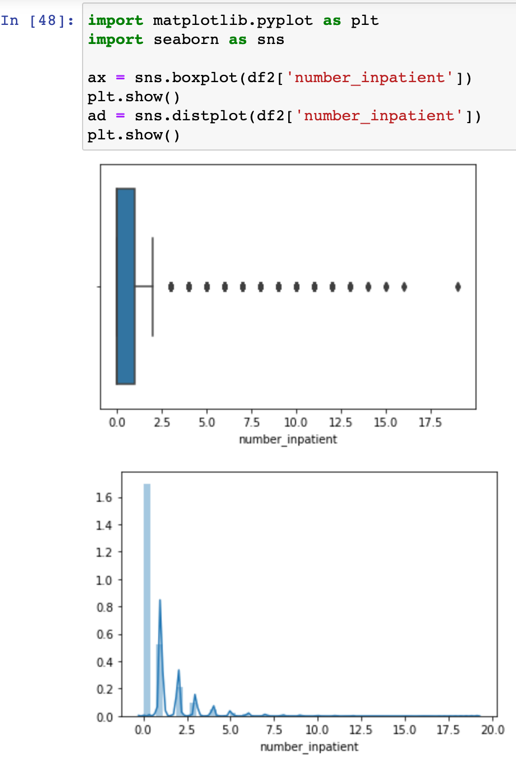 In [48]: import matplotlib.pyplot as plt
import seaborn as sns
ax = sns.boxplot(df2['number_inpatient'])
plt.show()
ad = sns.distplot(df2['number_inpatient'])
plt.show()
0.0 2.5 5.0 7.5 10.0 12.5 15.0 17.5
number_inpatient
1.6
1.4
1.2
1.0
0.8
0.6
0.4
0.2
0.0
0.0 2.5 5.0 7.5 10.0 12.5 15.0 17.5 20.0
number_inpatient